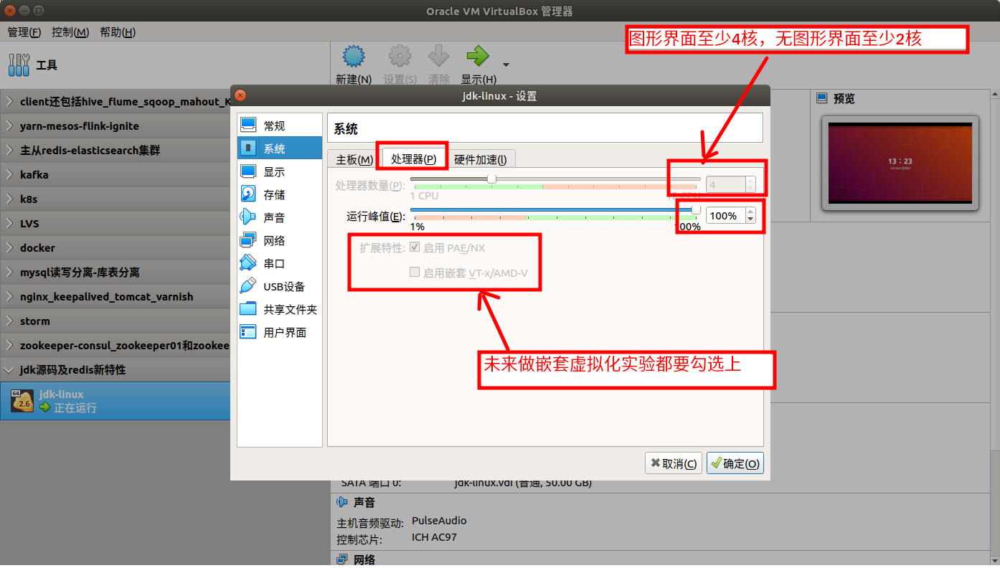 Oracle VM VirtualBox 管理器
管理(F) 控制(M) 帮助(H)
图形界面至少4核，无图形界面至少2核
工具
新建(N) 设置(S) 清除 显示(H)
client还包括hive_flume_sqoop_mahout_K
yarn-mesos-flink-ignite
主从redis-elasticsearch集群
kafka
k8s
LVS
docker
mysql读写分离-库表分离
nginx_keepalived_tomcat_varnish
storm
zookeeper-consul_zookeeper01和zookee
jdk源码及redis新特性
64
2.6
jdk-linux
正在运行
jdk-linux - 设置
常规
系统
显示
存储
声音
网络
串口
USB设备
共享文件夹
用户界面
系统
主板(M) 处理器(P) 硬件加速(l)
处理器数量(P): 4
1 CPU
运行峰值(E): 100%
1% 100%
扩展特性: 启用 PAE/NX
启用嵌套 VT-x/AMD-V
未来做嵌套虚拟化实验都要勾选上
取消(C) 确定(O)
预览
13：23
SATA 端口 0: jdk-linux.vdi (普通, 50.00 GB)
声音
主机音频驱动: PulseAudio
控制芯片: ICH AC97
网络